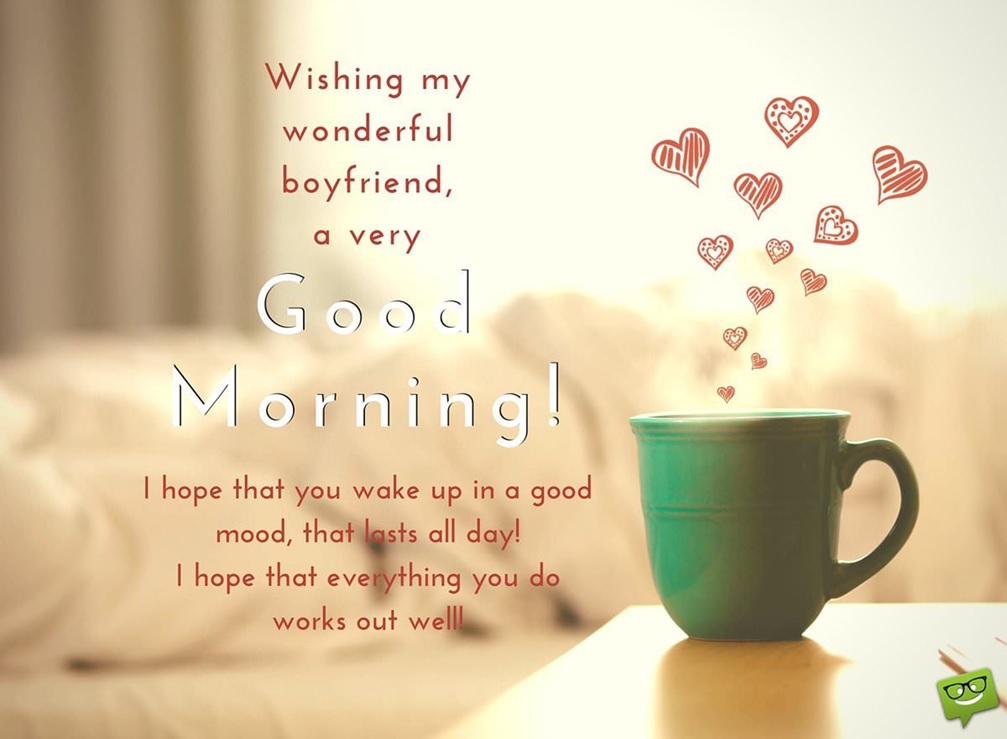 Wishing my
wonderful
boyfriend,
a very
Good
Morning!
I hope that you wake up in a good
mood, that lasts all day!
I hope that everything you do
works out well!